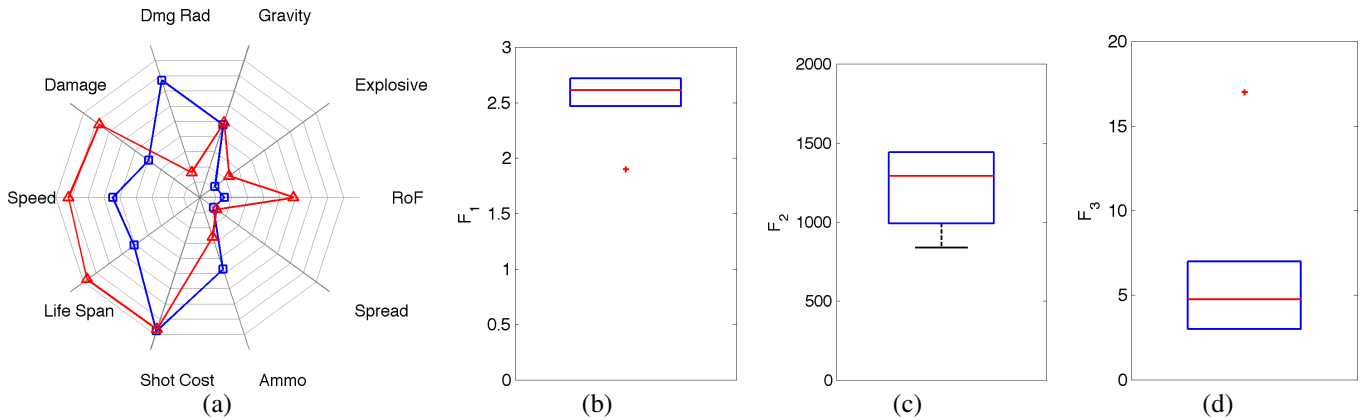 Dmg Rad
Gravity
Damage
Explosive
Speed
RoF
Life Span
Spread
Shot Cost
Ammo
(a)
3
2.5
2
1.5
1
0.5
0
F1
(b)
2000
1500
1000
500
0
F2
(c)
20
15
10
5
0
F3
(d)